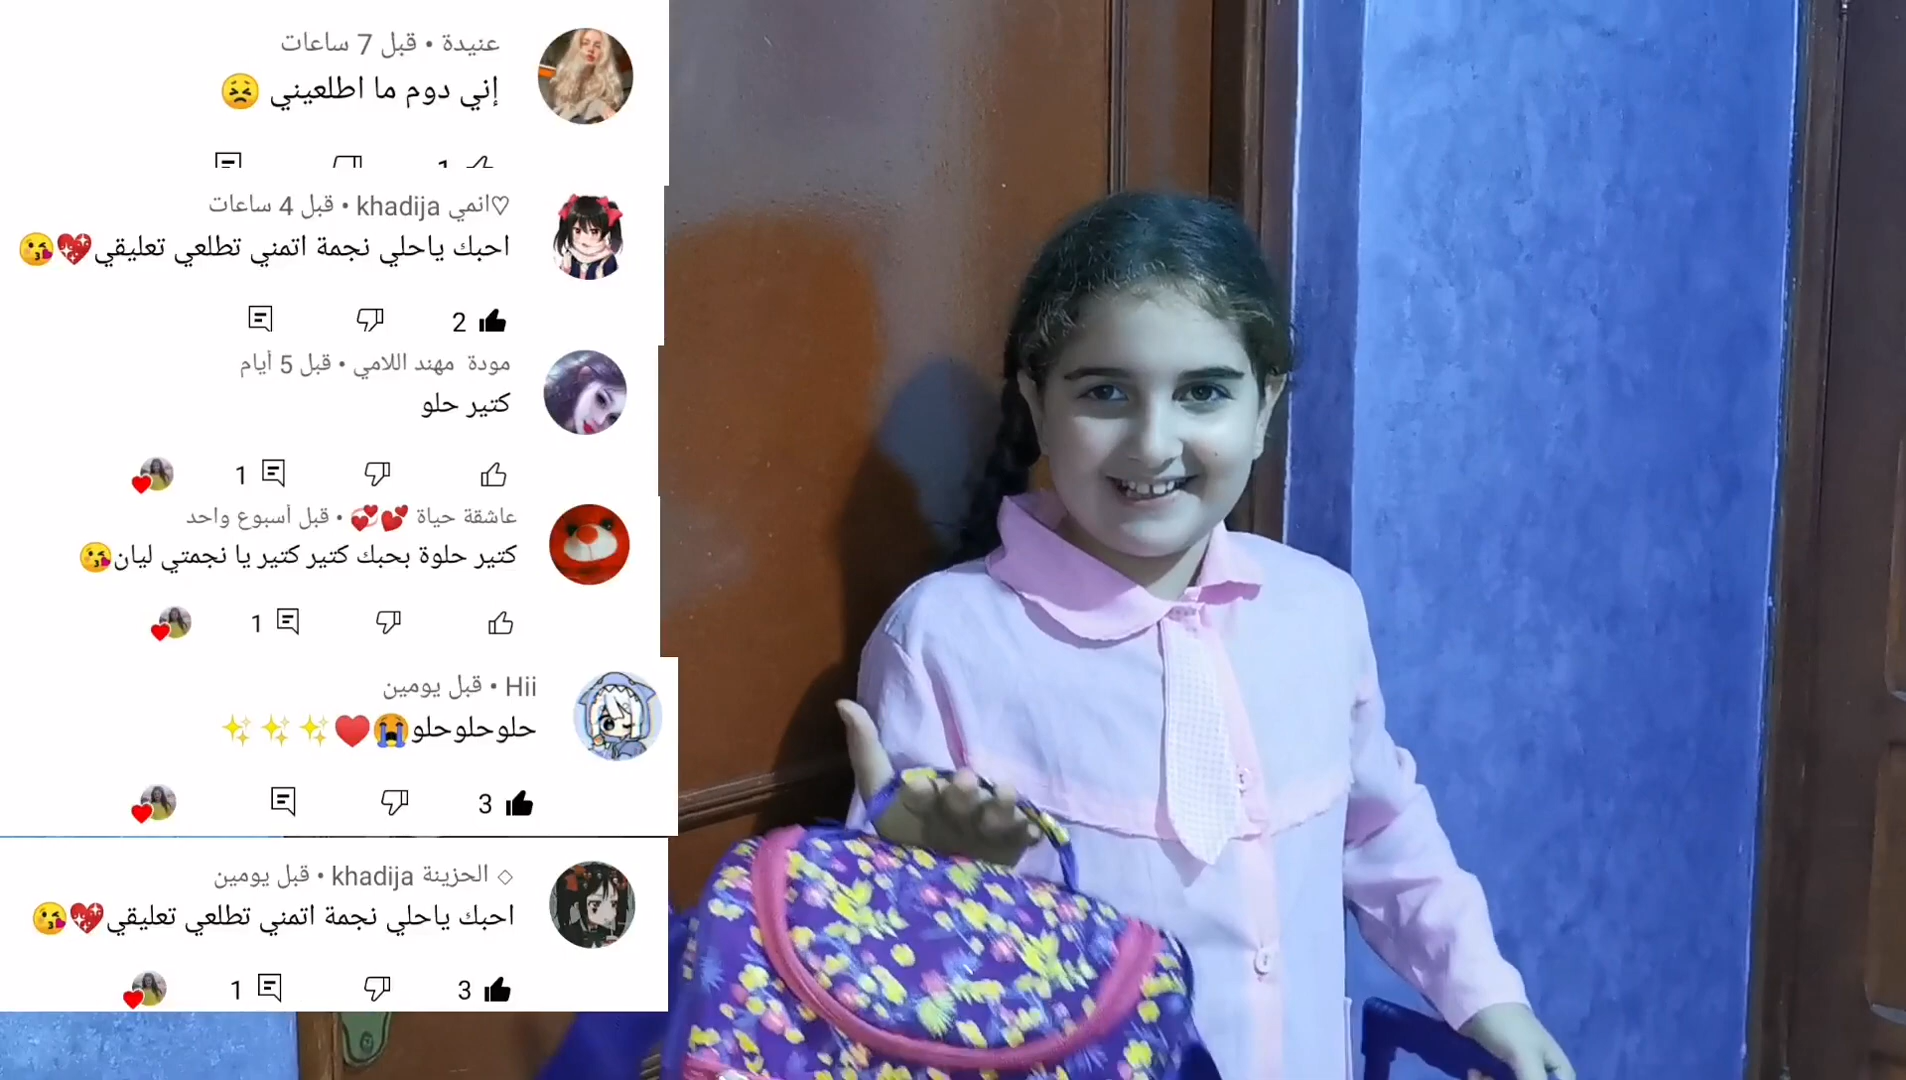 عنيدة • قبل 7 ساعات
إني دوم ما اطلعيني 😣
1
♡انمي khadija • قبل 4 ساعات
احبك ياحلي نجمة اتمني تطلعي تعليقي💖😘
2
مودة مهند اللامي • قبل 5 أيام
كتير حلو
1
عاشقة حياة 💕💞 • قبل أسبوع واحد
كتير حلوة بحبك كتير كتير يا نجمتي ليان😘
1
Hii • قبل يومين
حلوحلوحلو😭❤️✨✨✨
3
◇ الحزينة khadija • قبل يومين
احبك ياحلي نجمة اتمني تطلعي تعليقي💖😘
3 1